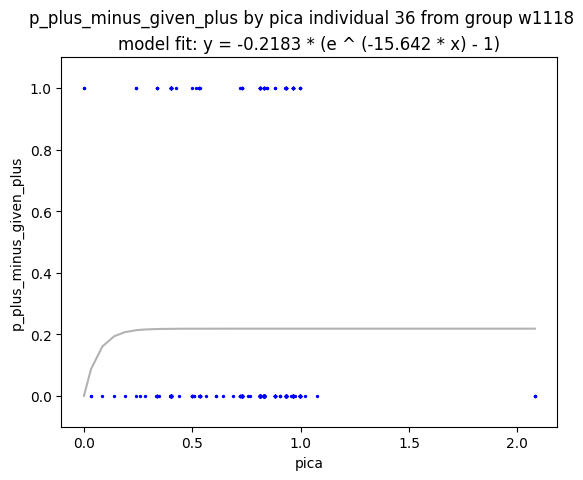 p_plus_minus_given_plus by pica individual 36 from group w1118
model fit: y = -0.2183 * (e ^ (-15.642 * x) - 1)
1.0
0.8
0.6
0.4
0.2
0.0
p_plus_minus_given_plus
0.0 0.5 1.0 1.5 2.0
pica